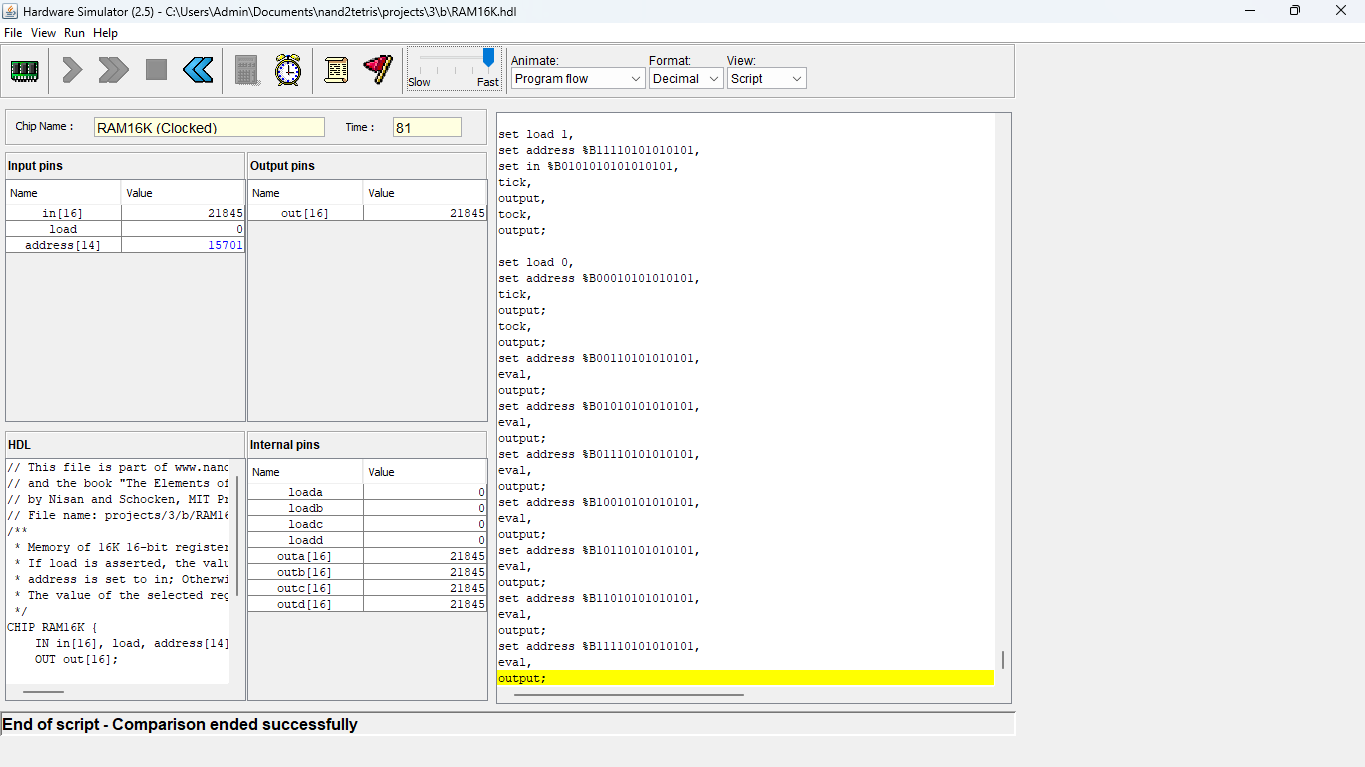 Hardware Simulator (2.5) - C:\Users\Admin\Documents\nand2tetris\projects\3\b\RAM16K.hdl
File View Run Help
Slow Fast
Animate: Format: View:
Program flow Decimal Script
Chip Name : RAM16K (Clocked) Time : 81
Input pins
Name Value
in[16] 21845
load 0
address[14] 15701
Output pins
Name Value
out[16] 21845
HDL
// This file is part of www.nand
// and the book "The Elements of
// by Nisan and Schocken, MIT Pr
// File name: projects/3/b/RAM16
/**
* Memory of 16K 16-bit register
* If load is asserted, the valu
* address is set to in; Otherwi
* The value of the selected reg
*/
CHIP RAM16K {
IN in[16], load, address[14]
OUT out[16];
Internal pins
Name Value
loada 0
loadb 0
loadc 0
loadd 0
outa[16] 21845
outb[16] 21845
outc[16] 21845
outd[16] 21845
set load 1,
set address %B11110101010101,
set in %B0101010101010101,
tick,
output,
tock,
output;
set load 0,
set address %B00010101010101,
tick,
output;
tock,
output;
set address %B00110101010101,
eval,
output;
set address %B01010101010101,
eval,
output;
set address %B01110101010101,
eval,
output;
set address %B10010101010101,
eval,
output;
set address %B10110101010101,
eval,
output;
set address %B11010101010101,
eval,
output;
set address %B11110101010101,
eval,
output;
End of script - Comparison ended successfully